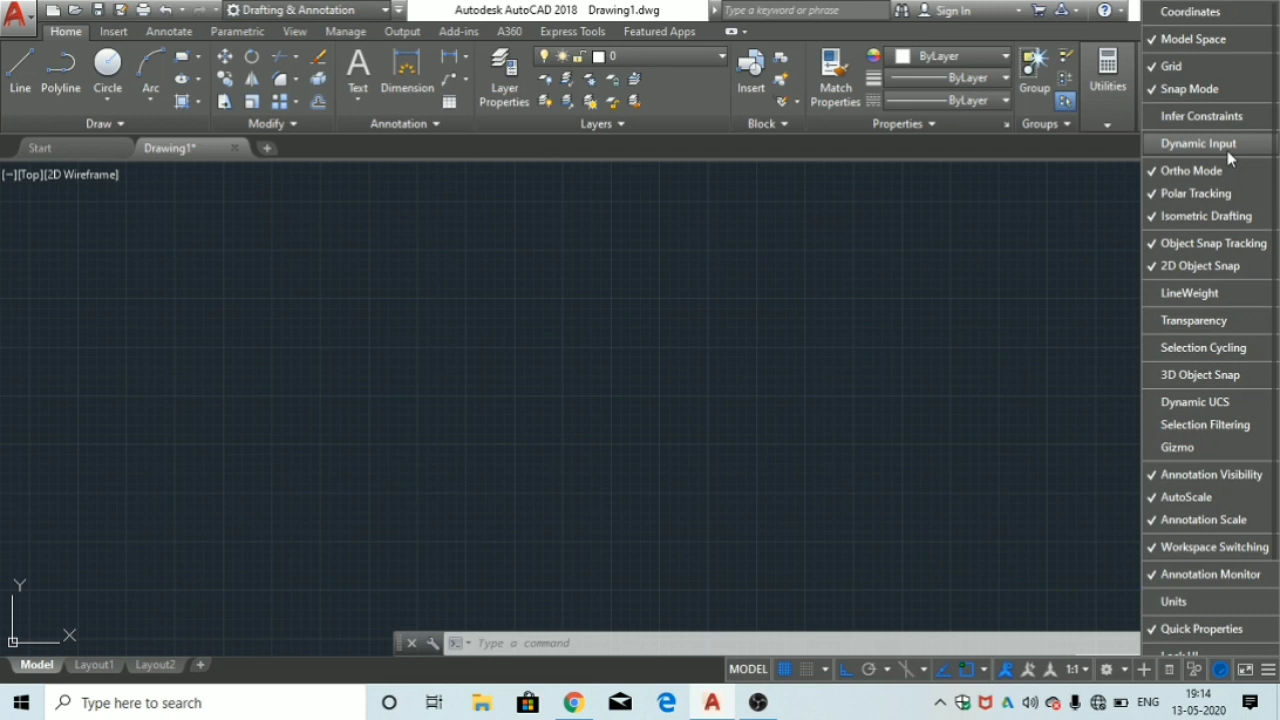 Drafting & Annotation
Autodesk AutoCAD 2018 Drawing1.dwg
Type a keyword or phrase
Sign In
Home Insert Annotate Parametric View Manage Output Add-ins A360 Express Tools Featured Apps
Line Polyline Circle Arc
Text Dimension
Layer Properties
0
Insert
Match Properties
ByLayer
ByLayer
ByLayer
Group
Utilities
Draw Modify Annotation Layers Block Properties Groups
Start Drawing1*
[−][Top][2D Wireframe]
Coordinates
Model Space
Grid
Snap Mode
Infer Constraints
Dynamic Input
Ortho Mode
Polar Tracking
Isometric Drafting
Object Snap Tracking
2D Object Snap
LineWeight
Transparency
Selection Cycling
3D Object Snap
Dynamic UCS
Selection Filtering
Gizmo
Annotation Visibility
AutoScale
Annotation Scale
Workspace Switching
Annotation Monitor
Units
Quick Properties
Y
X
Type a command
Model Layout1 Layout2
MODEL
1:1
Type here to search
ENG
19:14
13-05-2020